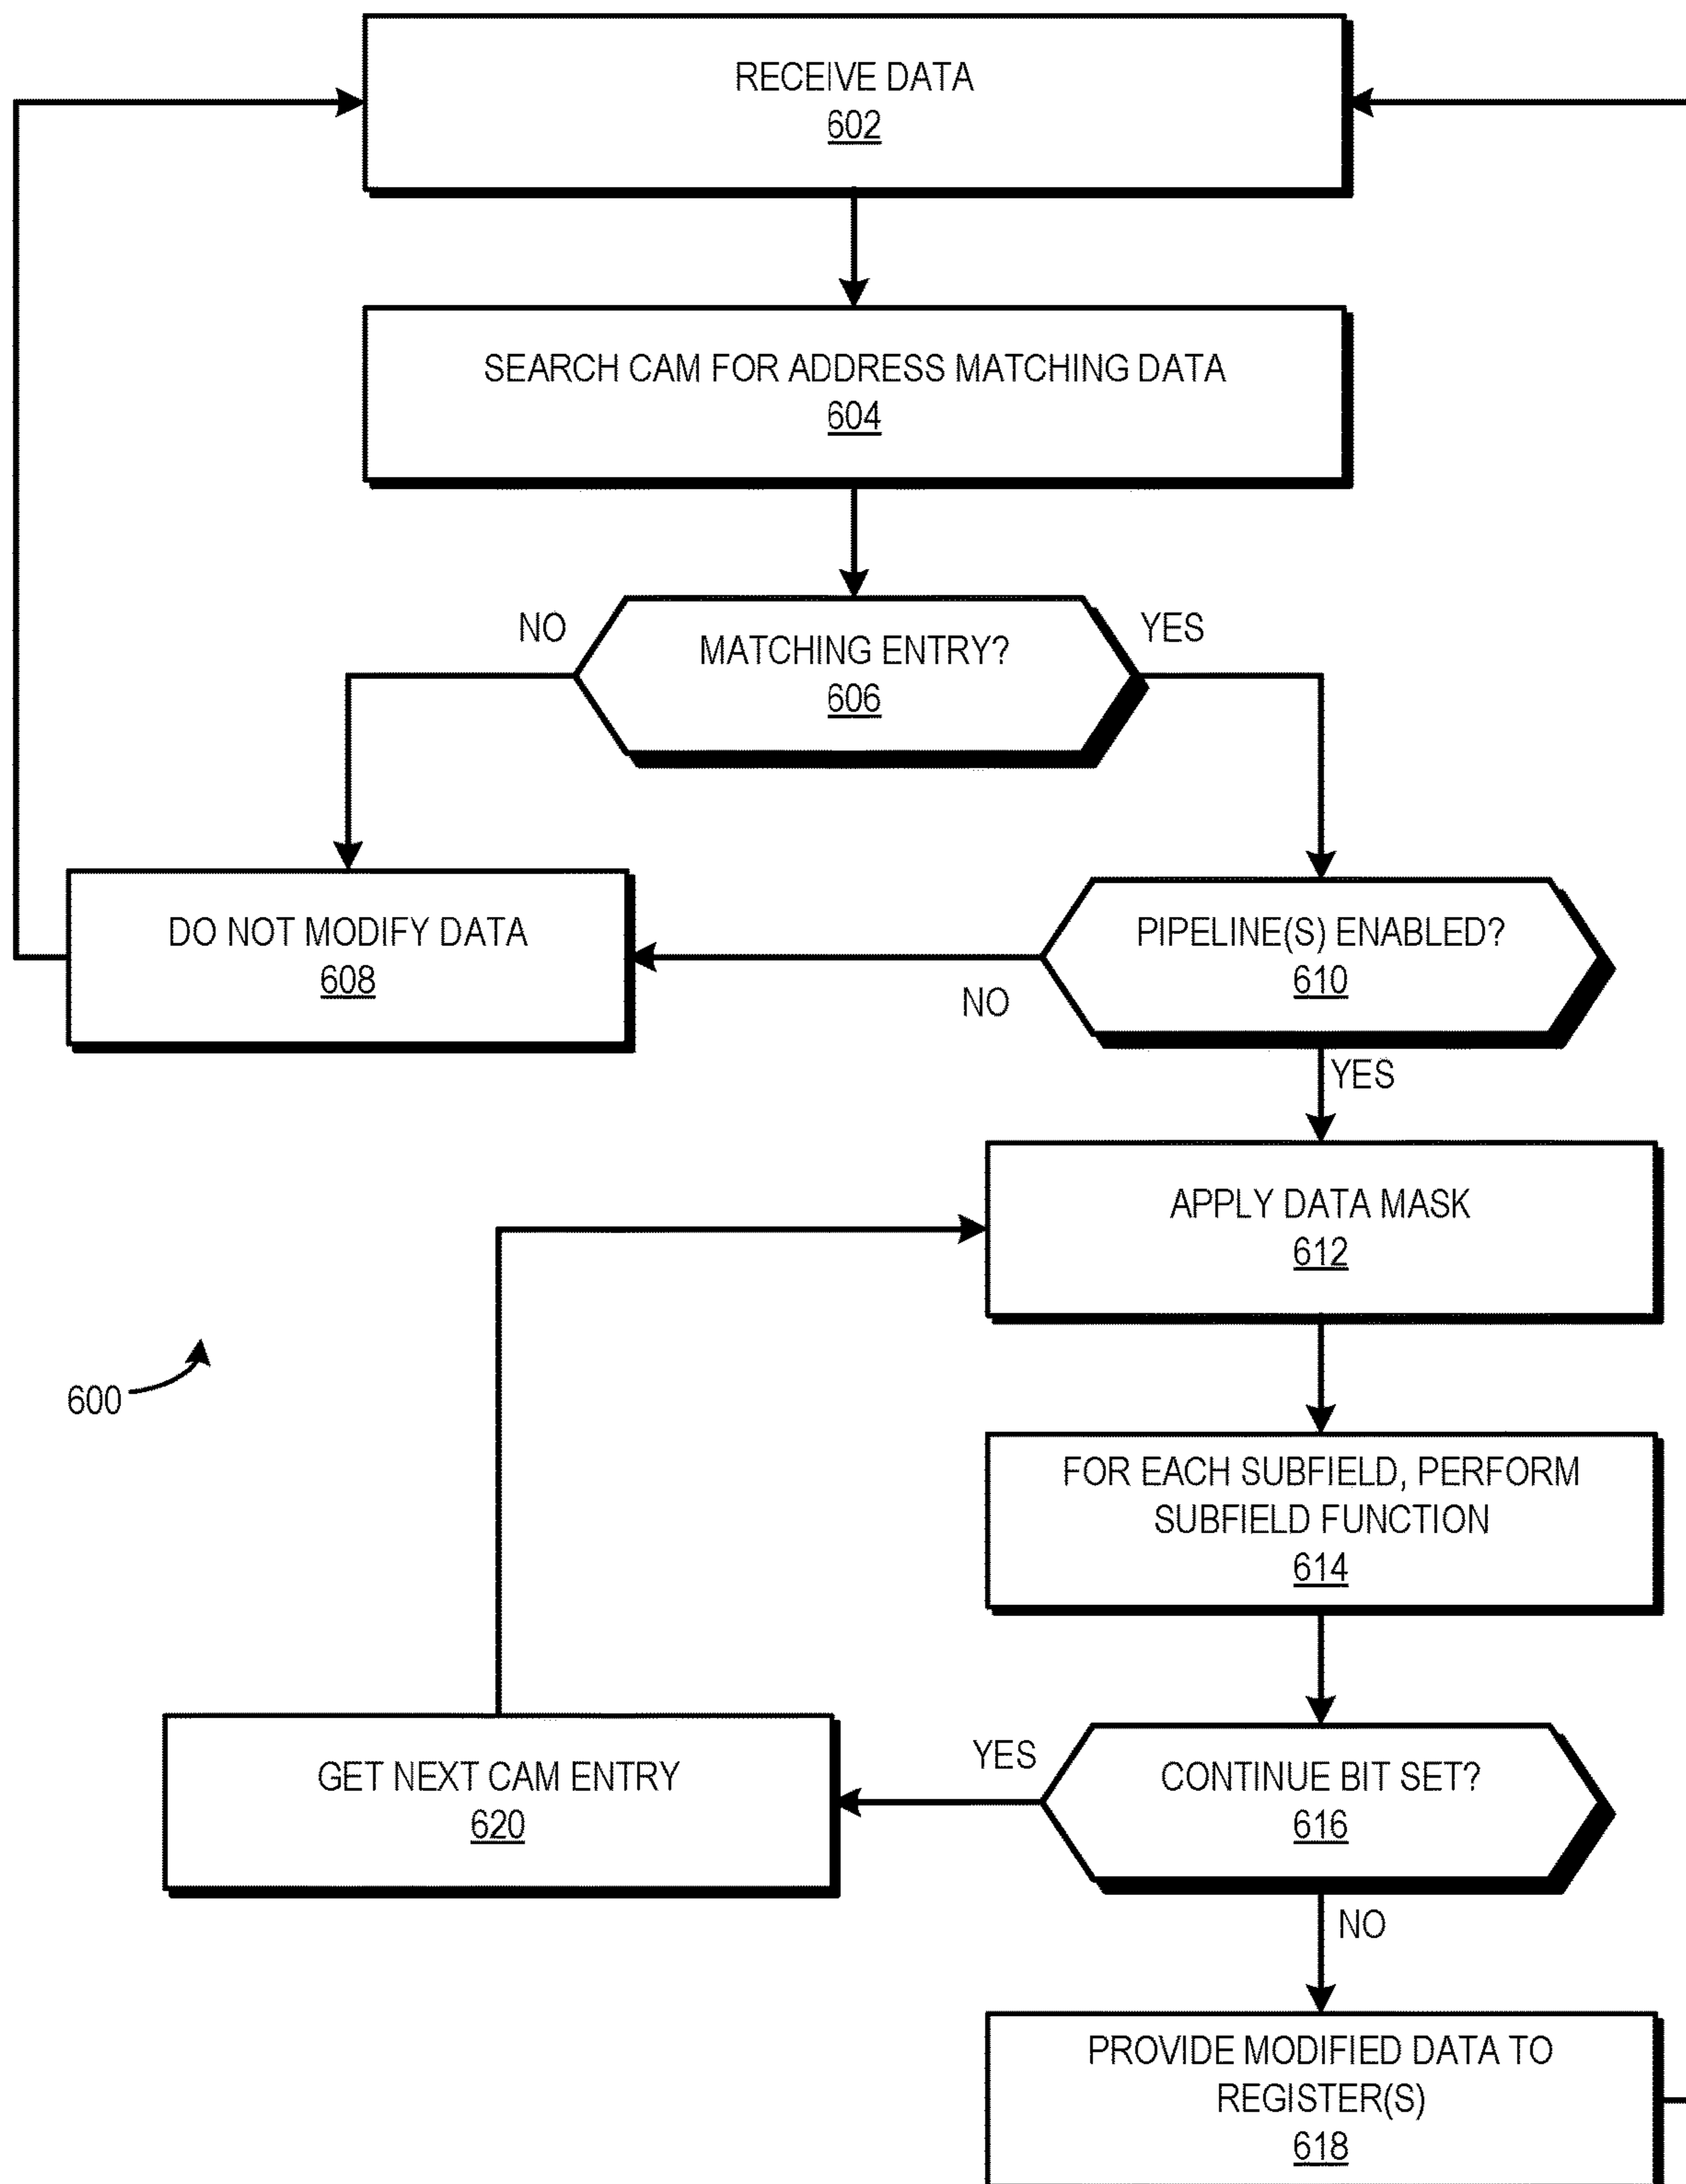 RECEIVE DATA
602
SEARCH CAM FOR ADDRESS MATCHING DATA
604
NO
YES
MATCHING ENTRY?
606
DO NOT MODIFY DATA
608
PIPELINE(S) ENABLED?
610
NO
YES
APPLY DATA MASK
612
600
FOR EACH SUBFIELD, PERFORM
SUBFIELD FUNCTION
614
GET NEXT CAM ENTRY
620
YES
CONTINUE BIT SET?
616
NO
PROVIDE MODIFIED DATA TO
REGISTER(S)
618